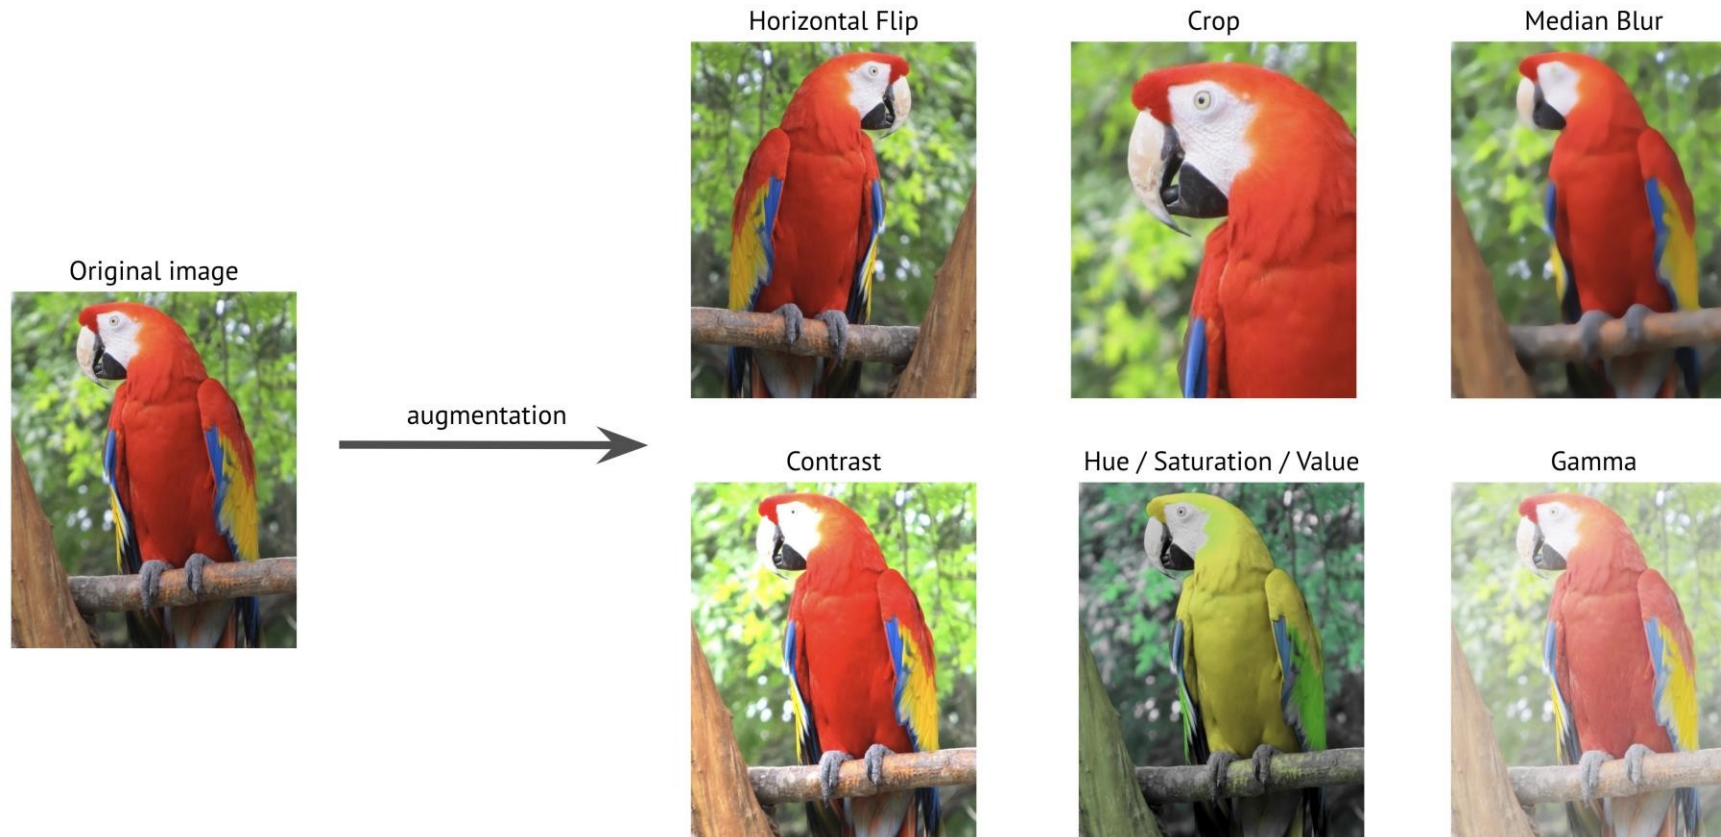 Horizontal Flip
Crop
Median Blur
Original image
augmentation
Contrast
Hue / Saturation / Value
Gamma